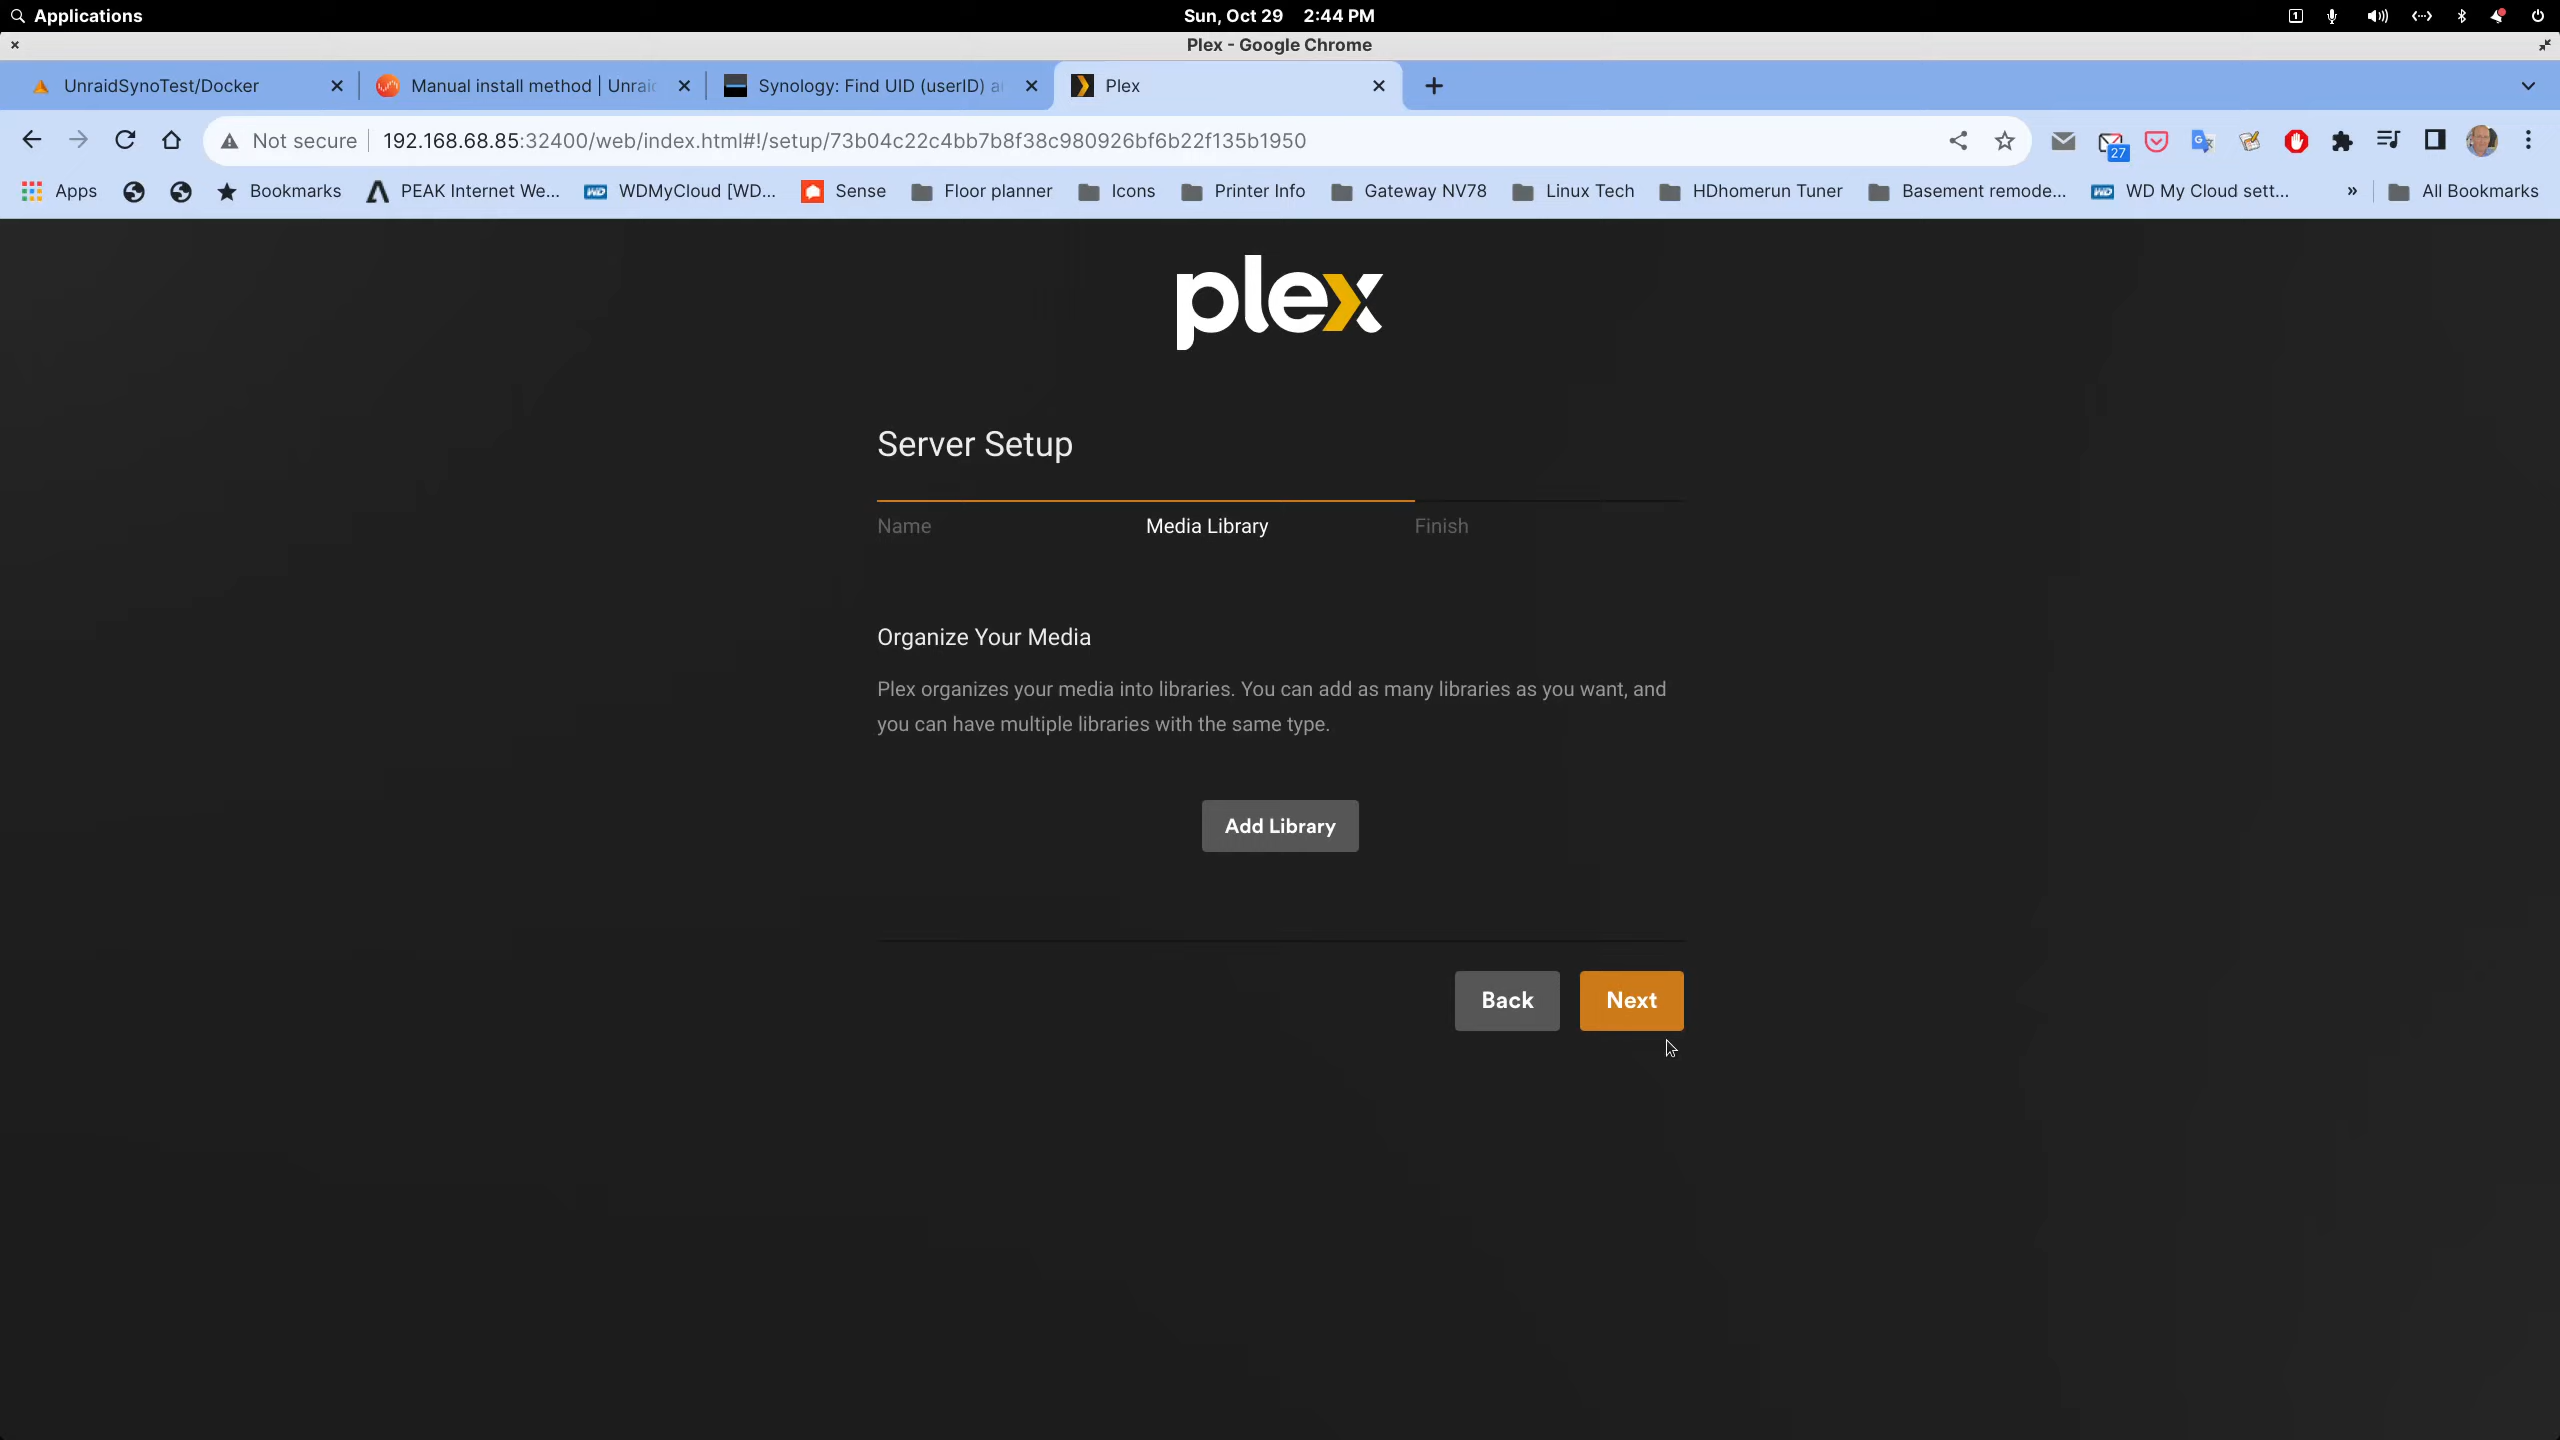 Applications
Sun, Oct 29 2:44 PM
1
Plex - Google Chrome
UnraidSynoTest/Docker
Manual install method | Unrai
Synology: Find UID (userID) a
Plex
Not secure
192.168.68.85:32400/web/index.html#!/setup/73b04c22c4bb7b8f38c980926bf6b22f135b1950
27
Apps
Bookmarks
PEAK Internet We...
WDMyCloud [WD...
Sense
Floor planner
Icons
Printer Info
Gateway NV78
Linux Tech
HDhomerun Tuner
Basement remode...
WD My Cloud sett...
»
All Bookmarks
plex
Server Setup
Name
Media Library
Finish
Organize Your Media
Plex organizes your media into libraries. You can add as many libraries as you want, and
you can have multiple libraries with the same type.
Add Library
Back
Next